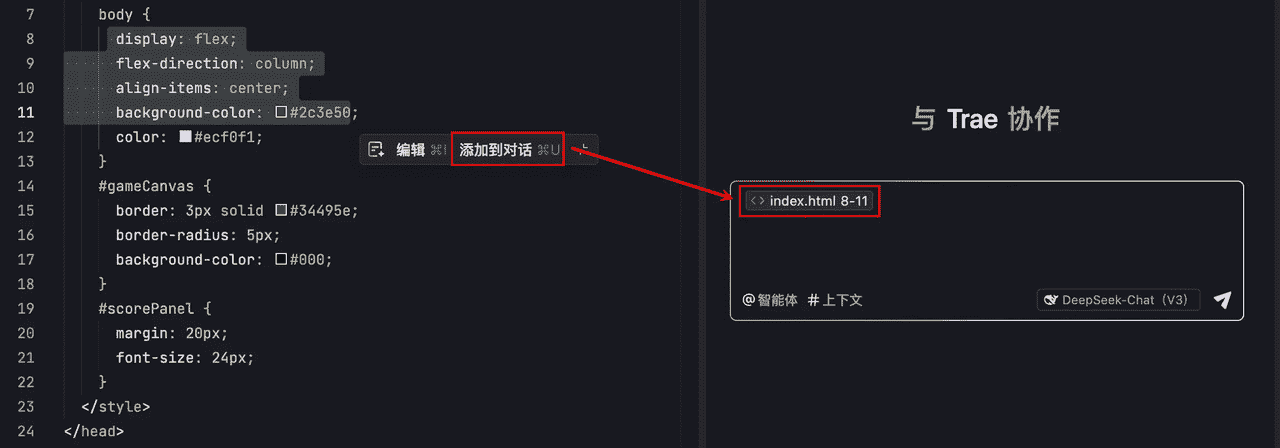 7 body {
8 display: flex;
9 flex-direction: column;
10 align-items: center;
11 background-color: #2c3e50;
12 color: #ecf0f1;
13 }
14 #gameCanvas {
15 border: 3px solid #34495e;
16 border-radius: 5px;
17 background-color: #000;
18 }
19 #scorePanel {
20 margin: 20px;
21 font-size: 24px;
22 }
23 </style>
24 </head>
编辑 ⌘I 添加到对话 ⌘U
与 Trae 协作
<> index.html 8-11
@智能体 #上下文
DeepSeek-Chat (V3)